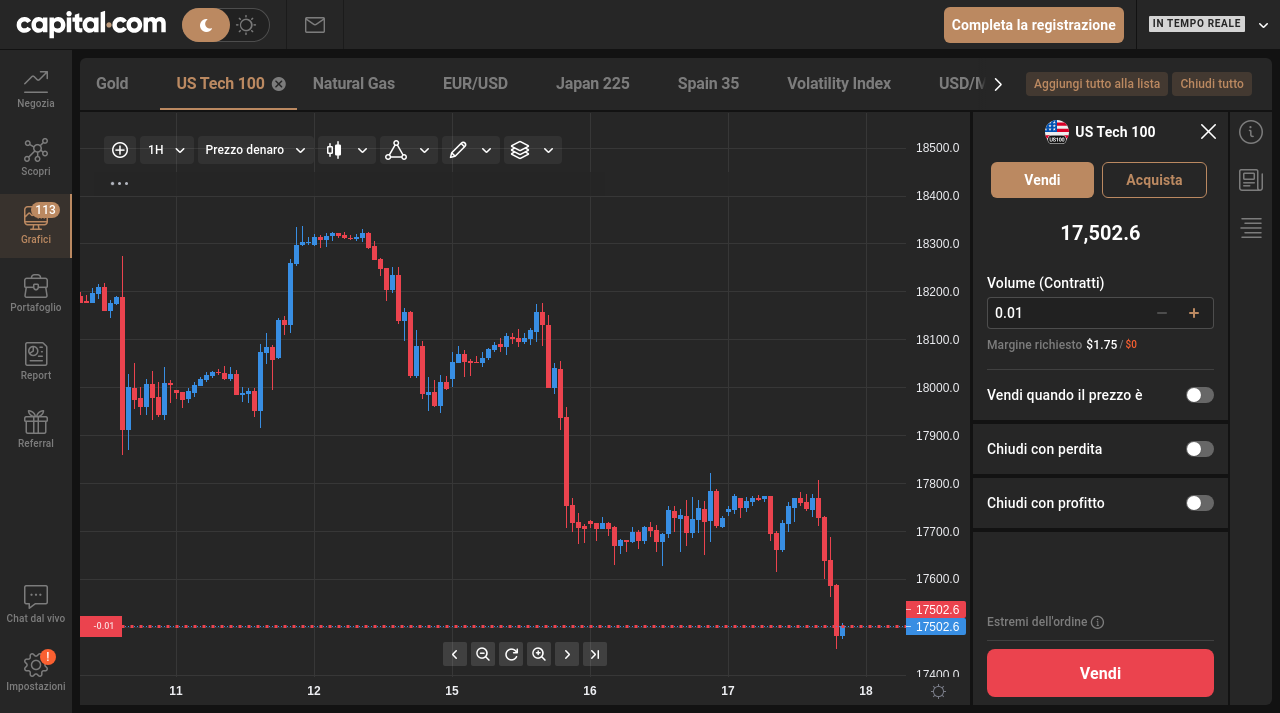 capital.com
Completa la registrazione
IN TEMPO REALE
Negozia
Scopri
113
Grafici
Portafoglio
Report
Referral
Chat dal vivo
!
Impostazioni
Gold
US Tech 100
Natural Gas
EUR/USD
Japan 225
Spain 35
Volatility Index
USD/M
Aggiungi tutto alla lista
Chiudi tutto
1H
Prezzo denaro
18500.0
18400.0
18300.0
18200.0
18100.0
18000.0
17900.0
17800.0
17700.0
17600.0
17502.6
17502.6
17400.0
-0.01
11
12
15
16
17
18
US100
US Tech 100
Vendi
Acquista
17,502.6
Volume (Contratti)
0.01
Margine richiesto $1.75 / $0
Vendi quando il prezzo è
Chiudi con perdita
Chiudi con profitto
Estremi dell'ordine
Vendi